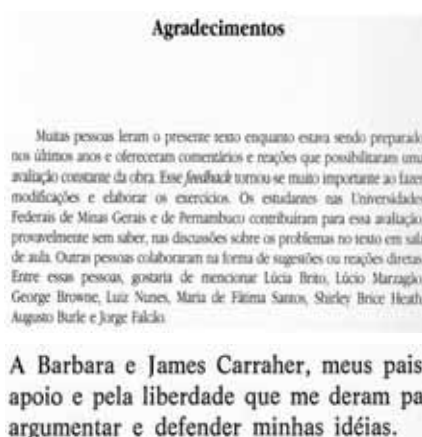 Agradecimentos
Muitas pessoas leram o presente texto enquanto estava sendo preparado
nos últimos anos e ofereceram comentários e reações que possibilitaram uma
avaliação constante da obra. Esse feedback tornou-se muito importante ao fazer
modificações e elaborar os exercícios. Os estudantes nas Universidades
Federais de Minas Gerais e de Pernambuco contribuíram para essa avaliação
provavelmente sem saber, nas discussões sobre os problemas no texto em sala
de aula. Outras pessoas colaboraram na forma de sugestões ou reações diretas
Entre essas pessoas, gostaria de mencionar Lúcia Brito, Lúcio Marzagão
George Browne, Luiz Nunes, Maria de Fátima Santos, Shirley Brice Heath
Augusto Burle e Jorge Falcão
A Barbara e James Carraher, meus pais
apoio e pela liberdade que me deram pa
argumentar e defender minhas idéias.